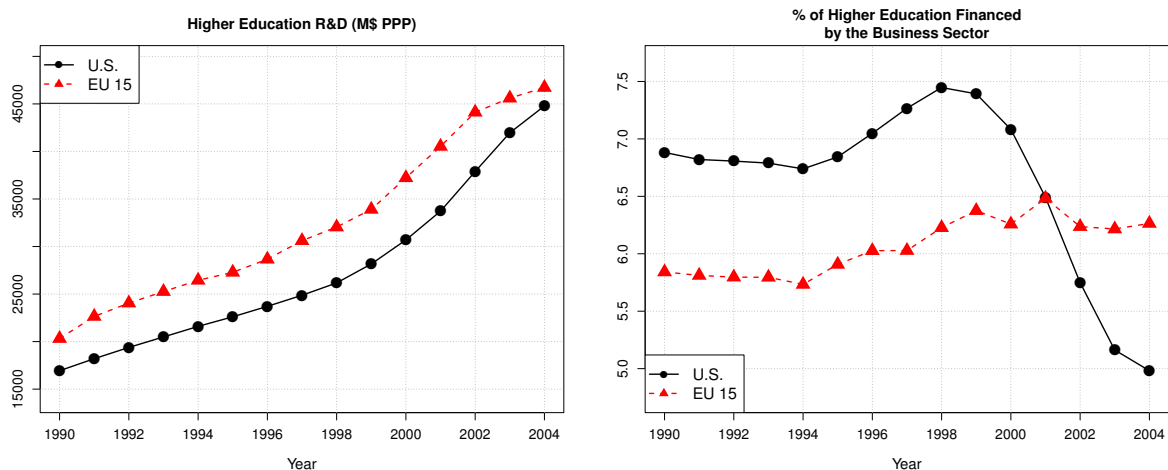 Higher Education R&D (M$ PPP)
U.S.
EU 15
45000
35000
25000
15000
1990 1992 1994 1996 1998 2000 2002 2004
Year
% of Higher Education Financed
by the Business Sector
7.5
7.0
6.5
6.0
5.5
5.0
U.S.
EU 15
1990 1992 1994 1996 1998 2000 2002 2004
Year